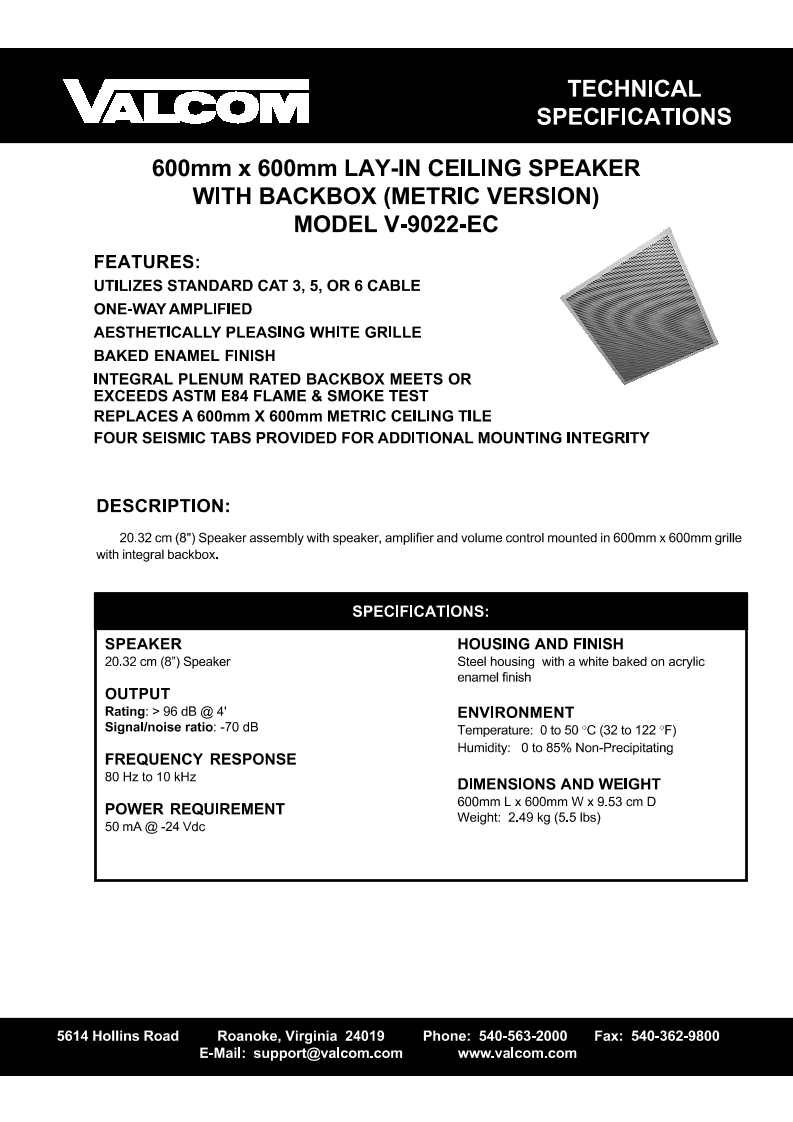 VALCOM
TECHNICAL
SPECIFICATIONS
600mm x 600mm LAY-IN CEILING SPEAKER
WITH BACKBOX (METRIC VERSION)
MODEL V-9022-EC
FEATURES:
UTILIZES STANDARD CAT 3, 5, OR 6 CABLE
ONE-WAY AMPLIFIED
AESTHETICALLY PLEASING WHITE GRILLE
BAKED ENAMEL FINISH
INTEGRAL PLENUM RATED BACKBOX MEETS OR
EXCEEDS ASTM E84 FLAME & SMOKE TEST
REPLACES A 600mm X 600mm METRIC CEILING TILE
FOUR SEISMIC TABS PROVIDED FOR ADDITIONAL MOUNTING INTEGRITY
DESCRIPTION:
20.32 cm (8") Speaker assembly with speaker, amplifier and volume control mounted in 600mm x 600mm grille
with integral backbox.
SPECIFICATIONS:
SPEAKER
20.32 cm (8") Speaker
OUTPUT
Rating: > 96 dB @ 4'
Signal/noise ratio: -70 dB
FREQUENCY RESPONSE
80 Hz to 10 kHz
POWER REQUIREMENT
50 mA @ -24 Vdc
HOUSING AND FINISH
Steel housing with a white baked on acrylic
enamel finish
ENVIRONMENT
Temperature: 0 to 50 °C (32 to 122 °F)
Humidity: 0 to 85% Non-Precipitating
DIMENSIONS AND WEIGHT
600mm L x 600mm W x 9.53 cm D
Weight: 2.49 kg (5.5 lbs)
5614 Hollins Road Roanoke, Virginia 24019 Phone: 540-563-2000 Fax: 540-362-9800
E-Mail: support@valcom.com www.valcom.com